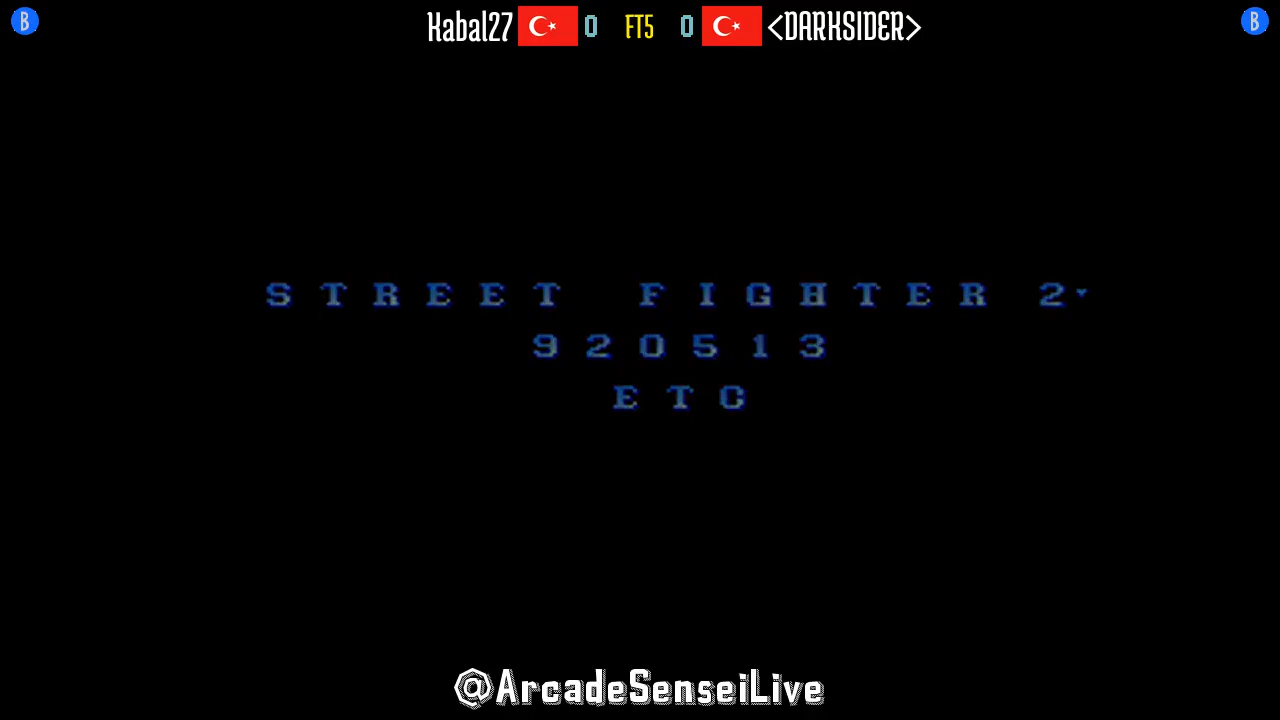 B Kabal27 0 FT5 0 <DARKSIDER> B
STREET FIGHTER 2'
920513
ETC
@ArcadeSenseiLive